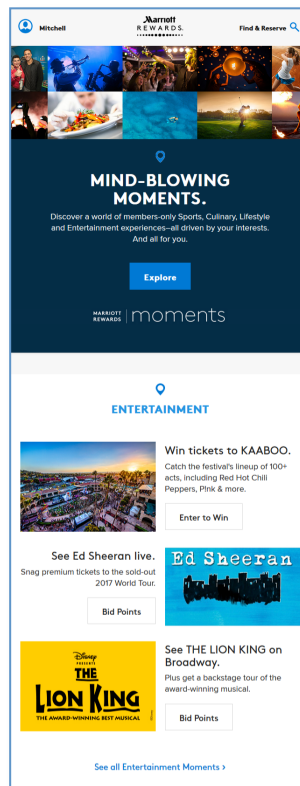 Mitchell
Marriott
REWARDS.
Find & Reserve
MIND-BLOWING
MOMENTS.
Discover a world of members-only Sports, Culinary, Lifestyle
and Entertainment experiences–all driven by your interests.
And all for you.
Explore
MARRIOTT
REWARDS
moments
ENTERTAINMENT
Win tickets to KAABOO.
Catch the festival's lineup of 100+
acts, including Red Hot Chili
Peppers, P!nk & more.
Enter to Win
See Ed Sheeran live.
Snag premium tickets to the sold-out
2017 World Tour.
Bid Points
Ed Sheeran
Disney
PRESENTS
THE
LION KING
THE AWARD-WINNING BEST MUSICAL
See THE LION KING on
Broadway.
Plus get a backstage tour of the
award-winning musical.
Bid Points
See all Entertainment Moments ›